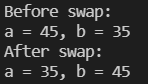 Before swap:
a = 45, b = 35
After swap:
a = 35, b = 45